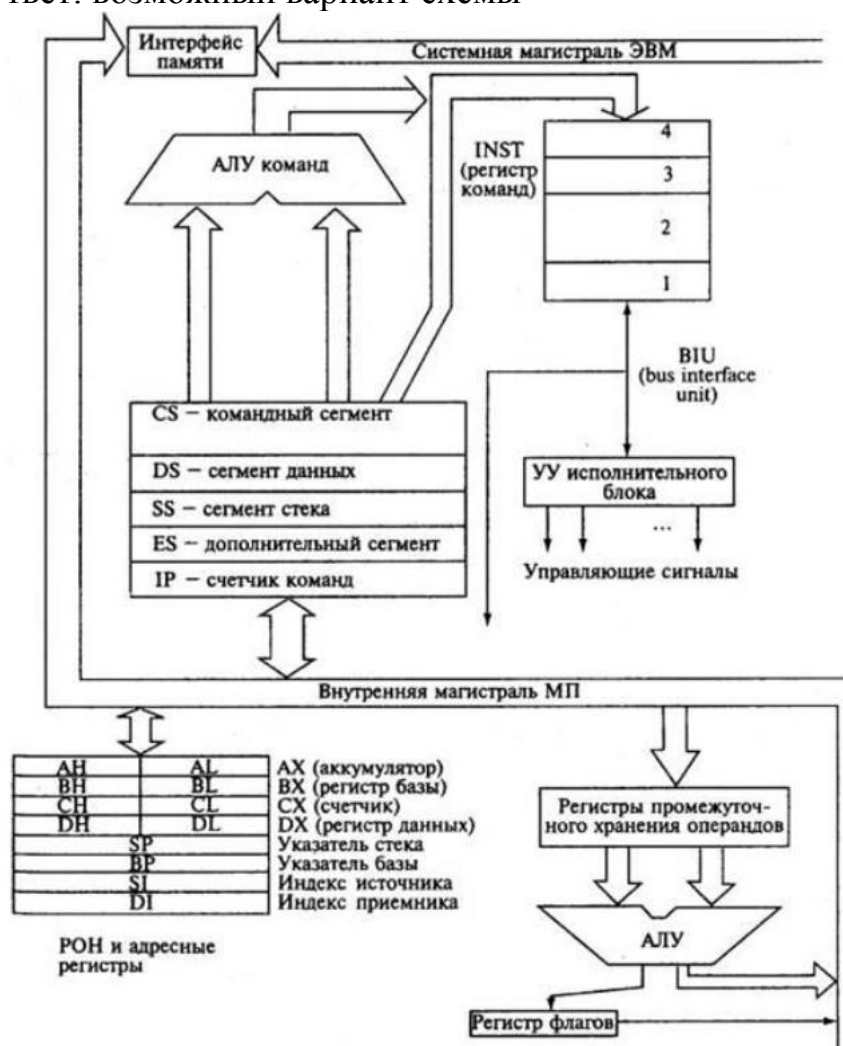 твет: возможный вариант схемы
Интерфейс
памяти
Системная магистраль ЭВМ
АЛУ команд
INST
(регистр
команд)
4
3
2
1
BIU
(bus interface
unit)
CS – командный сегмент
DS – сегмент данных
SS – сегмент стека
ES – дополнительный сегмент
IP – счетчик команд
УУ исполнительного
блока
...
Управляющие сигналы
Внутренняя магистраль МП
AH AL AX (аккумулятор)
BH BL BX (регистр базы)
CH CL CX (счетчик)
DH DL DX (регистр данных)
SP Указатель стека
BP Указатель базы
SI Индекс источника
DI Индекс приемника
РОН и адресные
регистры
Регистры промежуточ-
ного хранения операндов
АЛУ
Регистр флагов